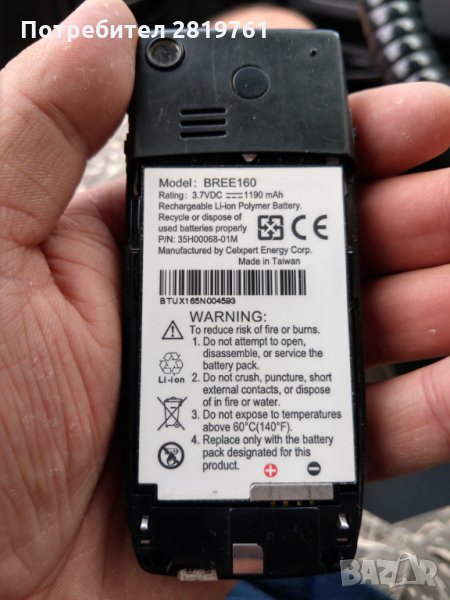 Потребител 2819761
Model: BREE160
Rating: 3.7VDC ⎓ 1190 mAh
Rechargeable Li-ion Polymer Battery.
Recycle or dispose of
used batteries properly
P/N: 35H00068-01M
Manufactured by Celxpert Energy Corp.
Made in Taiwan
CE
BTUX165N004593
WARNING:
To reduce risk of fire or burns.
1. Do not attempt to open,
disassemble, or service the
battery pack.
2. Do not crush, puncture, short
external contacts, or dispose
of in fire or water.
3. Do not expose to temperatures
above 60°C(140°F).
4. Replace only with the battery
pack designated for this
product.
Li-ion
+ −
BAZAR